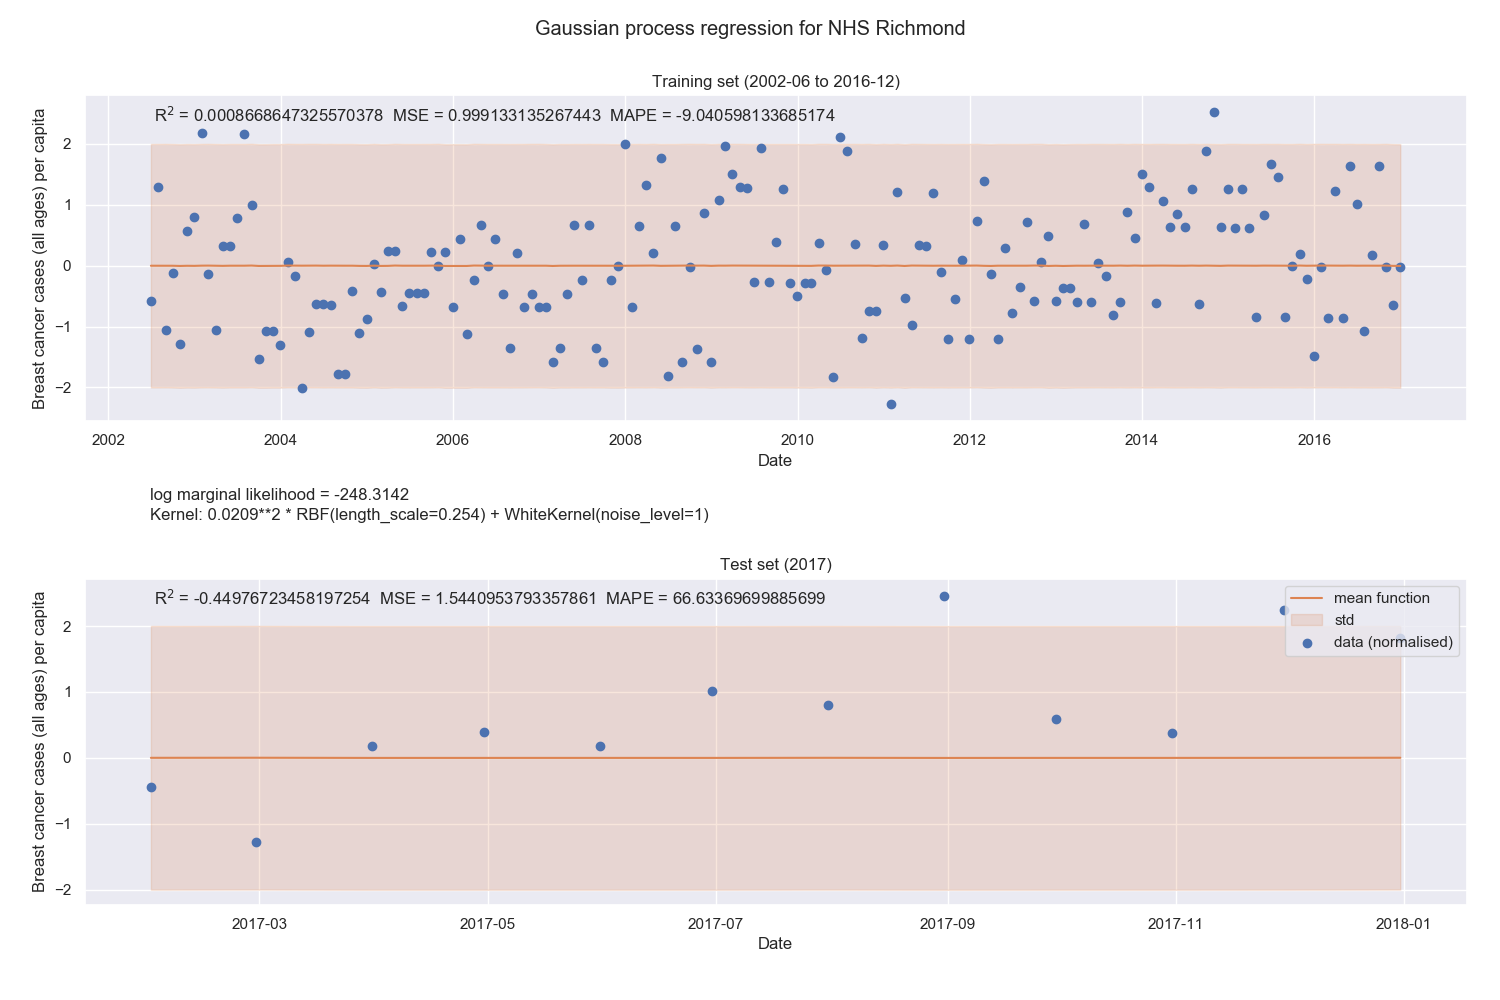 Gaussian process regression for NHS Richmond
Training set (2002-06 to 2016-12)
R² = 0.0008668647325570378 MSE = 0.999133135267443 MAPE = -9.040598133685174
Breast cancer cases (all ages) per capita
2
1
0
−1
−2
2002 2004 2006 2008 2010 2012 2014 2016
Date
log marginal likelihood = -248.3142
Kernel: 0.0209**2 * RBF(length_scale=0.254) + WhiteKernel(noise_level=1)
Test set (2017)
R² = -0.44976723458197254 MSE = 1.5440953793357861 MAPE = 66.63369699885699
mean function
std
data (normalised)
Breast cancer cases (all ages) per capita
2
1
0
−1
−2
2017-03 2017-05 2017-07 2017-09 2017-11 2018-01
Date